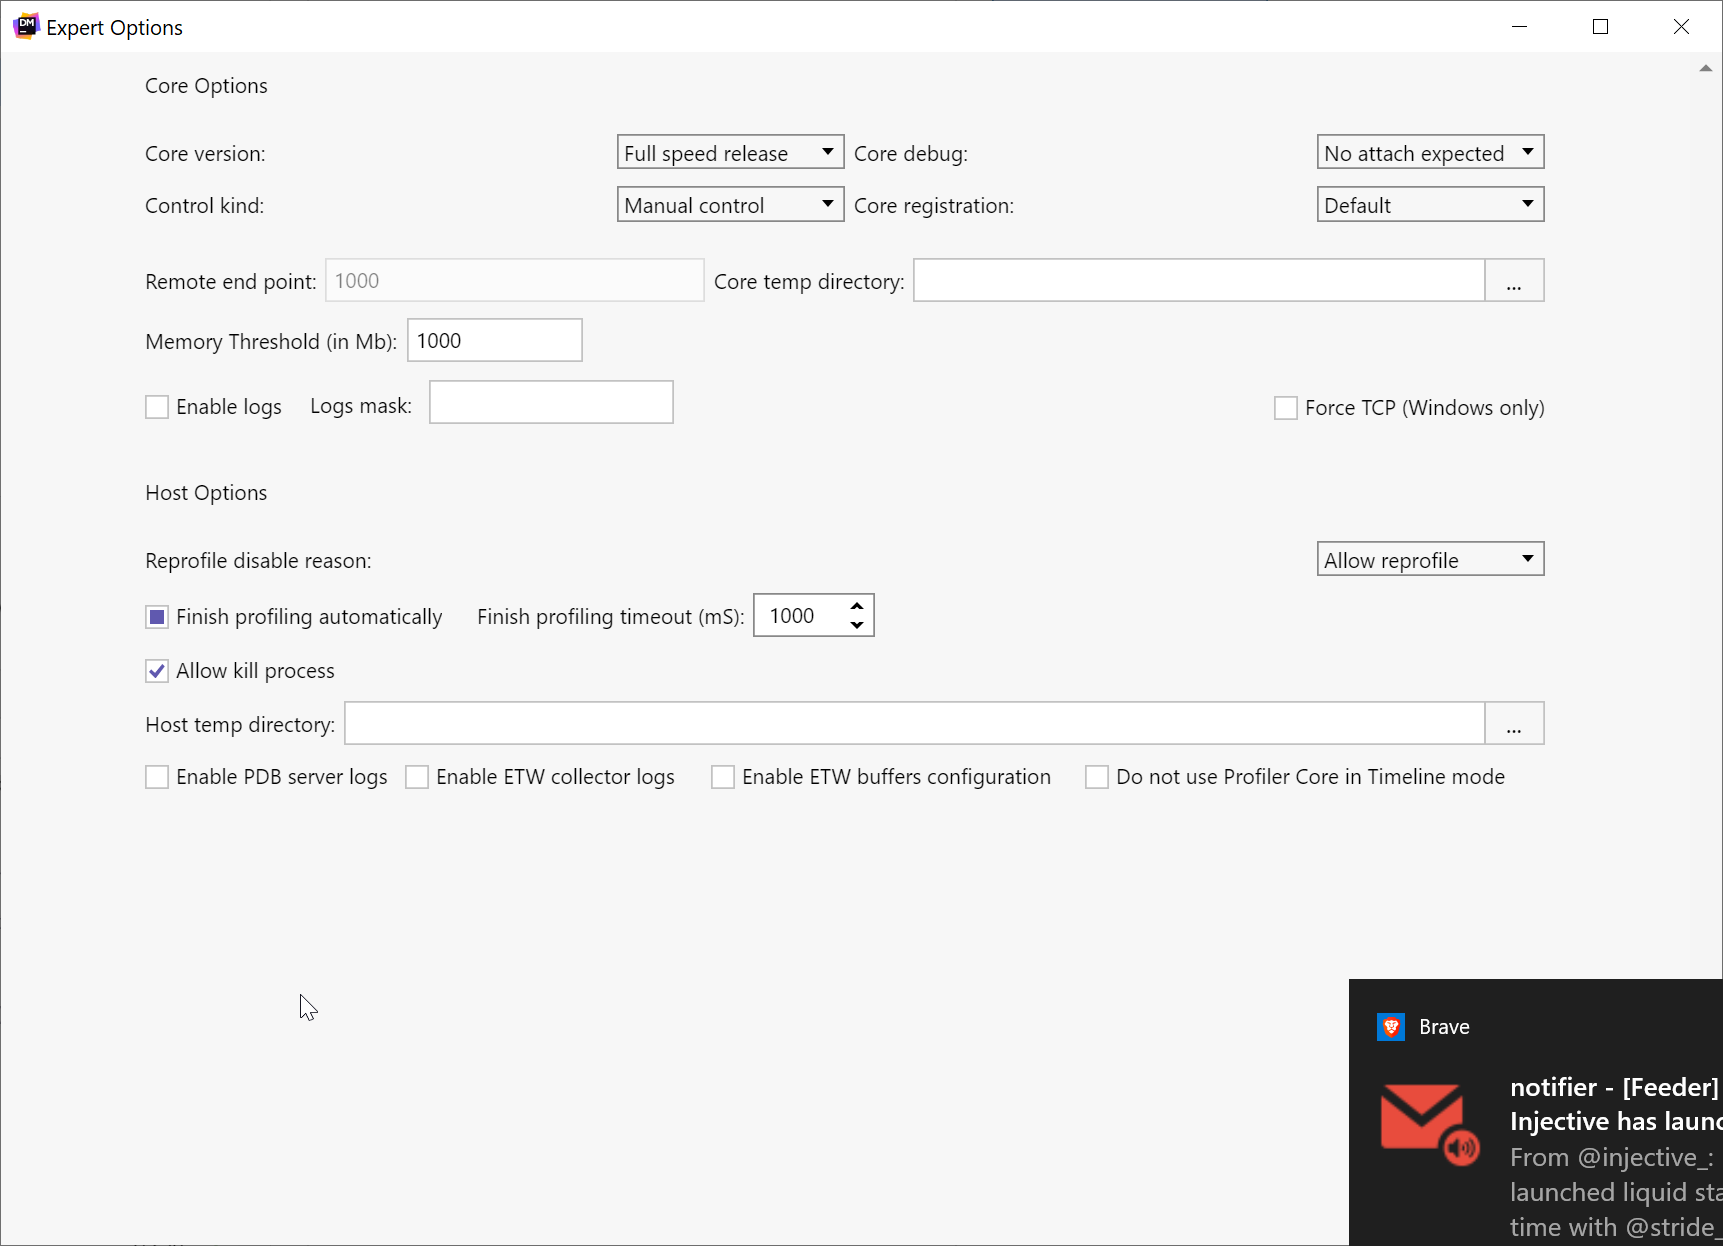 DM
Expert Options
Core Options
Core version: Full speed release Core debug: No attach expected
Control kind: Manual control Core registration: Default
Remote end point: 1000 Core temp directory: ...
Memory Threshold (in Mb): 1000
Enable logs Logs mask: Force TCP (Windows only)
Host Options
Reprofile disable reason: Allow reprofile
Finish profiling automatically Finish profiling timeout (mS): 1000
Allow kill process
Host temp directory: ...
Enable PDB server logs Enable ETW collector logs Enable ETW buffers configuration Do not use Profiler Core in Timeline mode
Brave
notifier - [Feeder]
Injective has launc
From @injective_:
launched liquid sta
time with @stride_